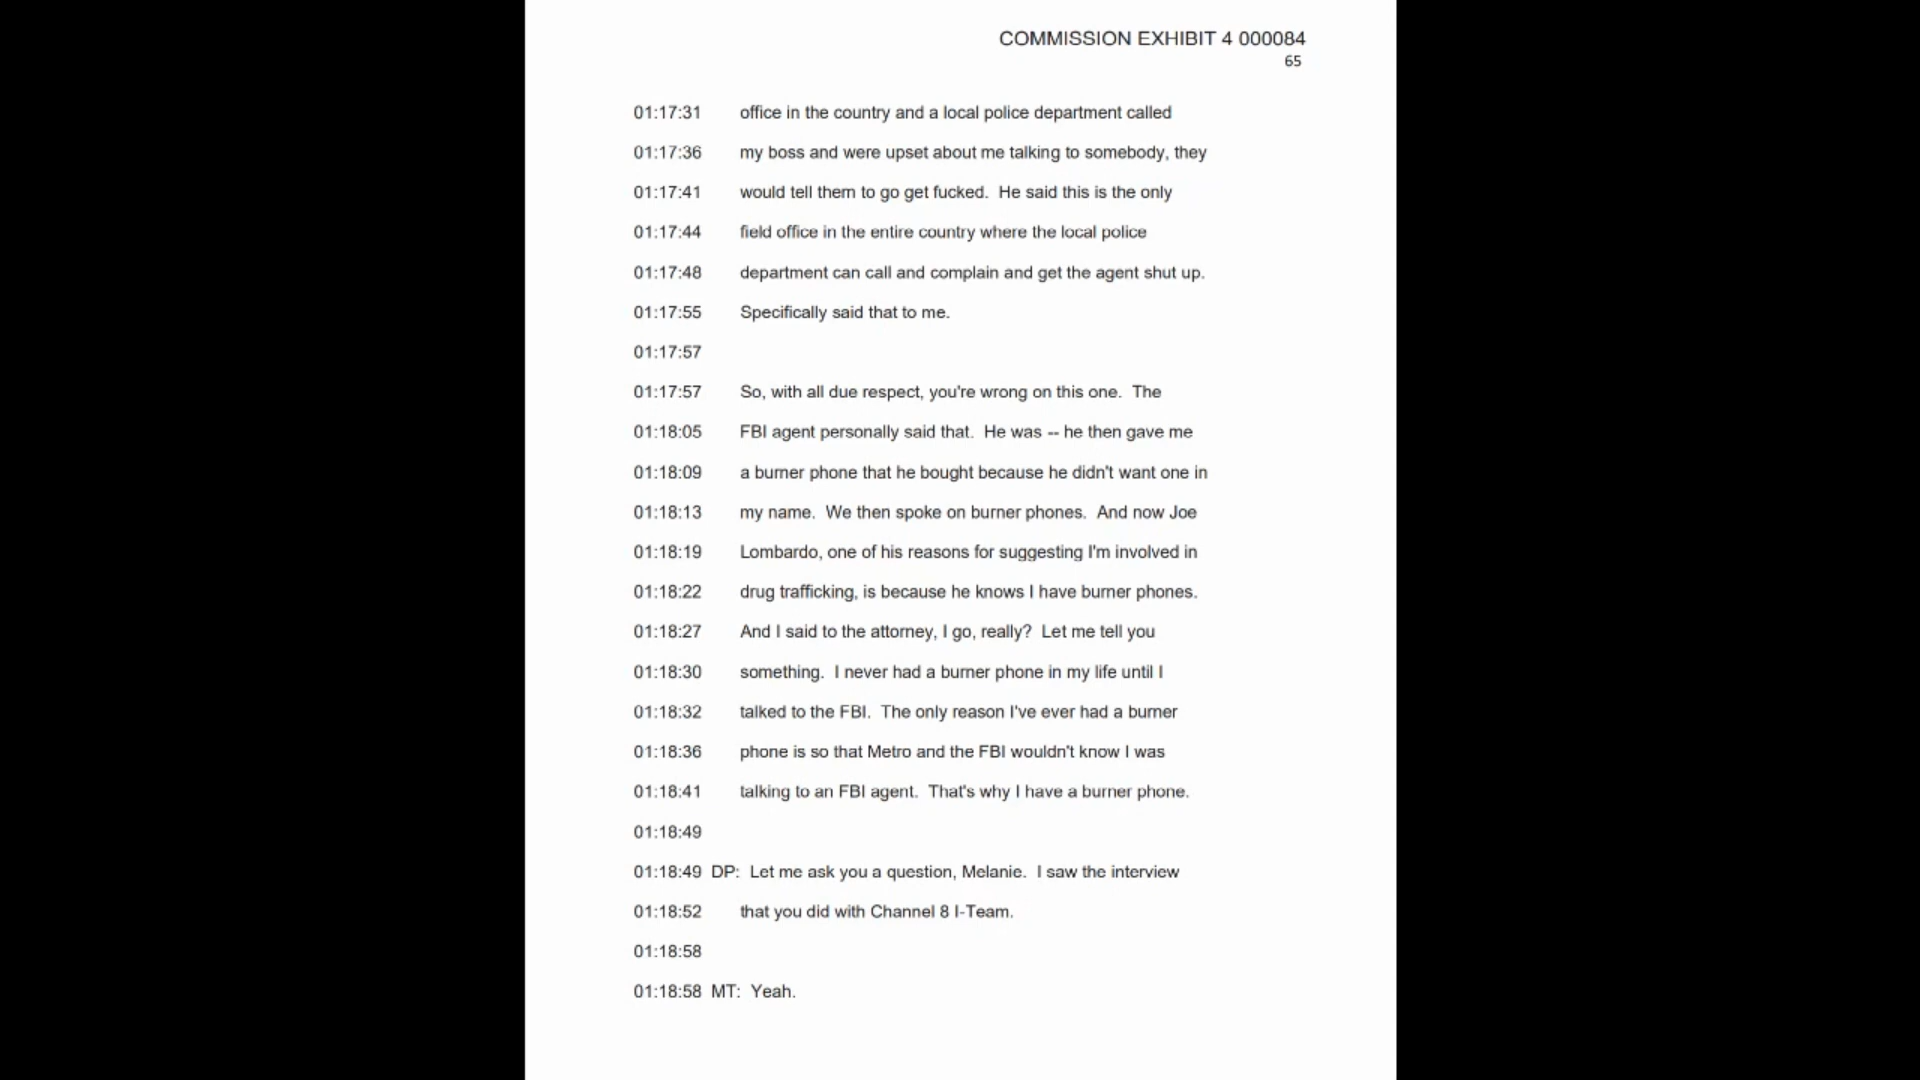 COMMISSION EXHIBIT 4 000084
65
01:17:31 office in the country and a local police department called
01:17:36 my boss and were upset about me talking to somebody, they
01:17:41 would tell them to go get fucked. He said this is the only
01:17:44 field office in the entire country where the local police
01:17:48 department can call and complain and get the agent shut up.
01:17:55 Specifically said that to me.
01:17:57
01:17:57 So, with all due respect, you're wrong on this one. The
01:18:05 FBI agent personally said that. He was -- he then gave me
01:18:09 a burner phone that he bought because he didn't want one in
01:18:13 my name. We then spoke on burner phones. And now Joe
01:18:19 Lombardo, one of his reasons for suggesting I'm involved in
01:18:22 drug trafficking, is because he knows I have burner phones.
01:18:27 And I said to the attorney, I go, really? Let me tell you
01:18:30 something. I never had a burner phone in my life until I
01:18:32 talked to the FBI. The only reason I've ever had a burner
01:18:36 phone is so that Metro and the FBI wouldn't know I was
01:18:41 talking to an FBI agent. That's why I have a burner phone.
01:18:49
01:18:49 DP: Let me ask you a question, Melanie. I saw the interview
01:18:52 that you did with Channel 8 I-Team.
01:18:58
01:18:58 MT: Yeah.